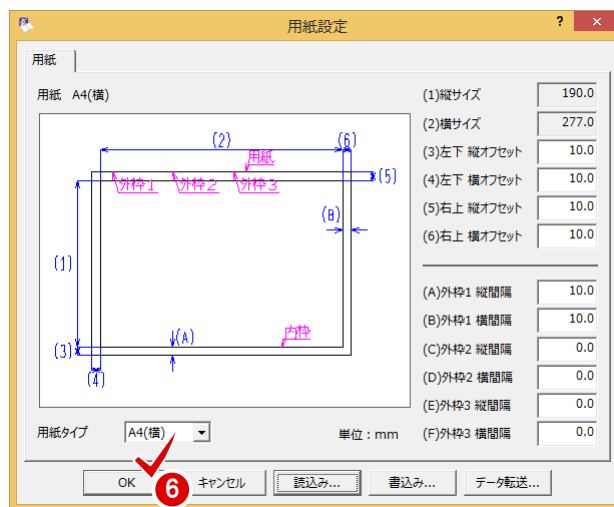 用紙設定
?
×
用紙
用紙 A4(横)
(2)
(6)
用紙
外枠1
外枠2
外枠3
(5)
(B)
(1)
(A)
内枠
(3)
(4)
用紙タイプ
A4(横)
単位：mm
(1)縦サイズ 190.0
(2)横サイズ 277.0
(3)左下 縦オフセット 10.0
(4)左下 横オフセット 10.0
(5)右上 縦オフセット 10.0
(6)右上 横オフセット 10.0
(A)外枠1 縦間隔 10.0
(B)外枠1 横間隔 10.0
(C)外枠2 縦間隔 0.0
(D)外枠2 横間隔 0.0
(E)外枠3 縦間隔 0.0
(F)外枠3 横間隔 0.0
OK
6
キャンセル
読込み...
書込み...
データ転送...